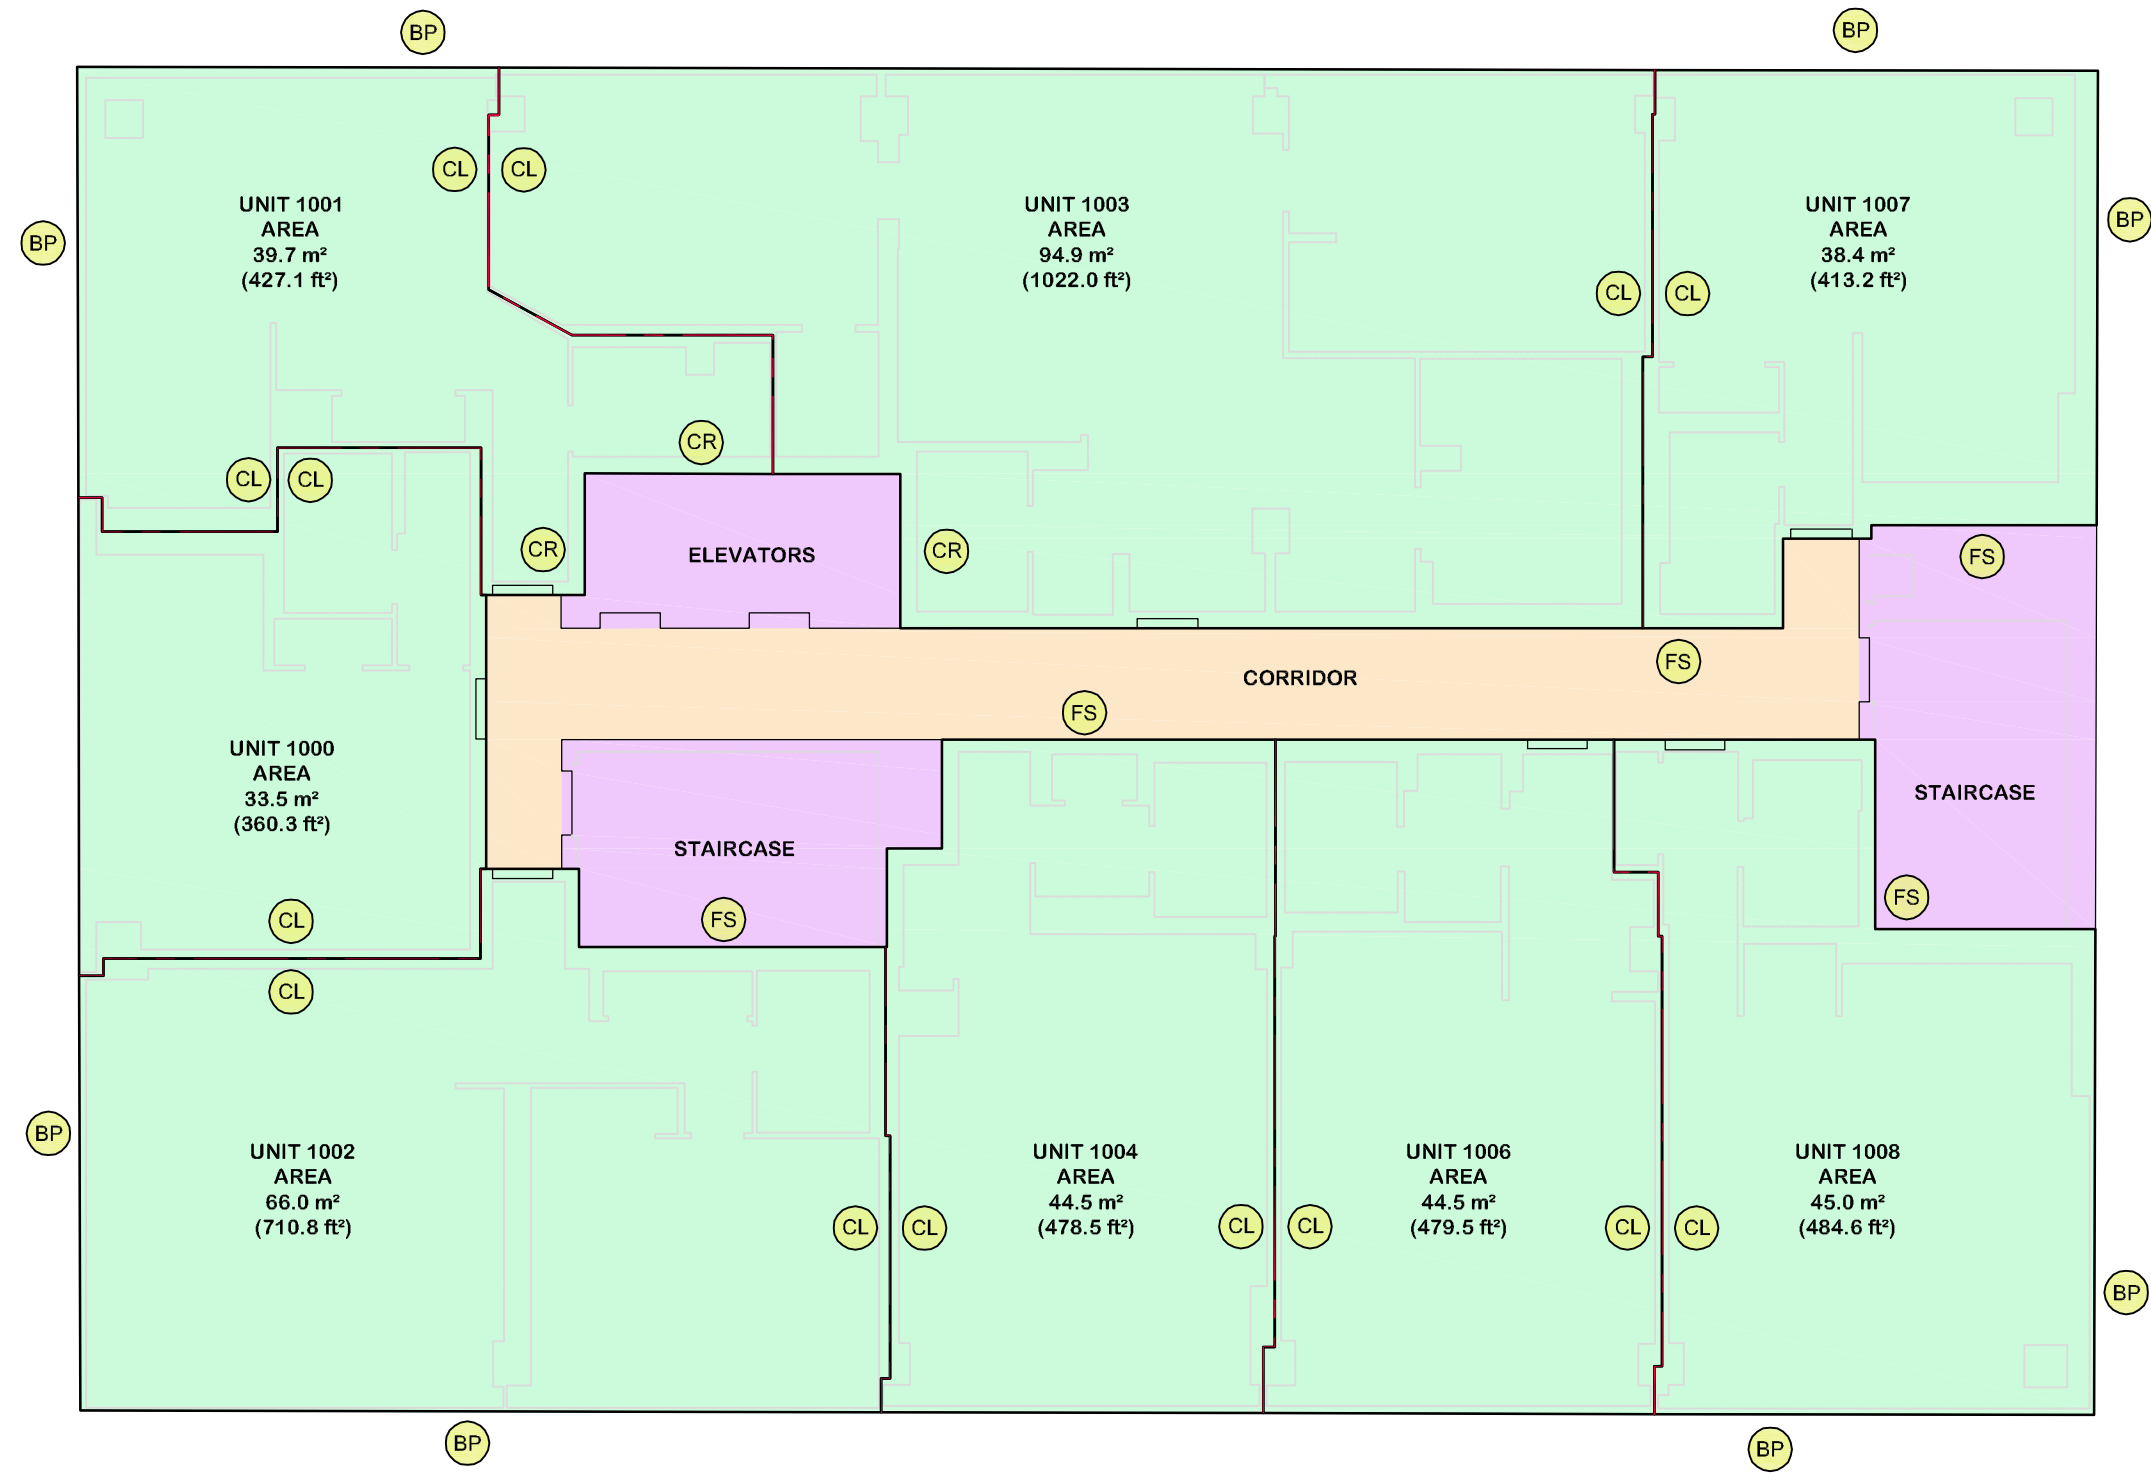 BP
BP
CL
CL
UNIT 1001
AREA
39.7 m²
(427.1 ft²)
UNIT 1003
AREA
94.9 m²
(1022.0 ft²)
UNIT 1007
AREA
38.4 m²
(413.2 ft²)
BP
BP
CL
CL
CR
CL
CL
CR
ELEVATORS
CR
FS
CORRIDOR
FS
FS
UNIT 1000
AREA
33.5 m²
(360.3 ft²)
STAIRCASE
STAIRCASE
CL
FS
FS
CL
BP
UNIT 1002
AREA
66.0 m²
(710.8 ft²)
UNIT 1004
AREA
44.5 m²
(478.5 ft²)
UNIT 1006
AREA
44.5 m²
(479.5 ft²)
UNIT 1008
AREA
45.0 m²
(484.6 ft²)
CL
CL
CL
CL
CL
CL
BP
BP
BP